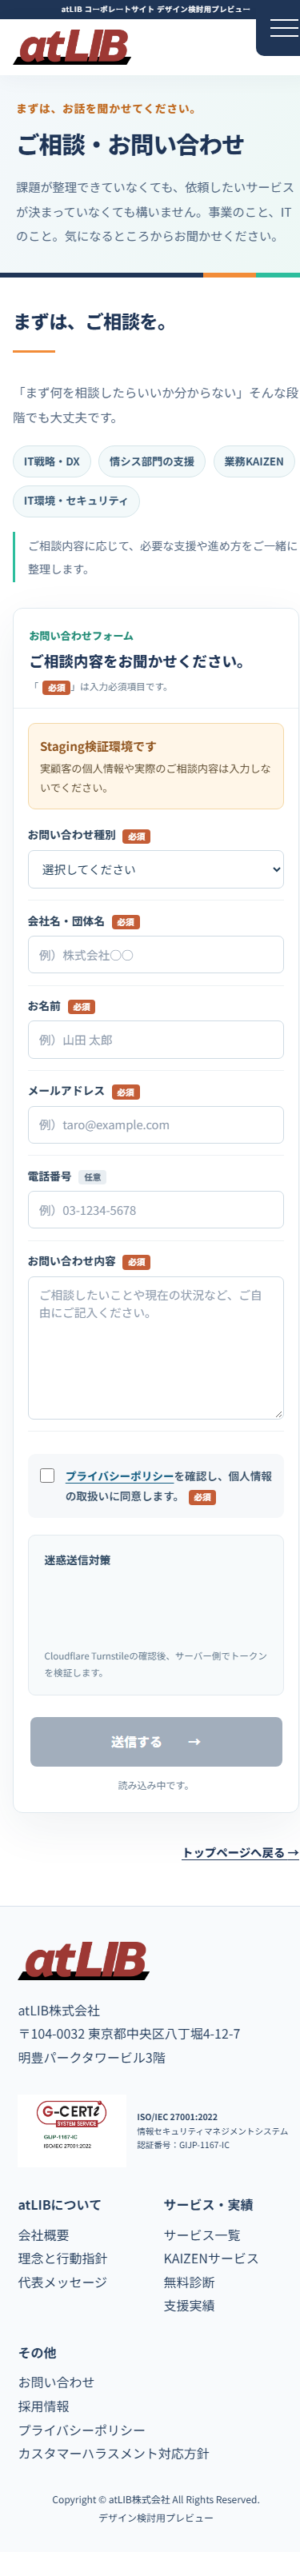 atLIB コーポレートサイト デザイン検討用プレビュー
atLIB
まずは、お話を聞かせてください。
ご相談・お問い合わせ
課題が整理できていなくても、依頼したいサービス
が決まっていなくても構いません。事業のこと、IT
のこと。気になるところからお聞かせください。
まずは、ご相談を。
「まず何を相談したらいいか分からない」そんな段
階でも大丈夫です。
IT戦略・DX
情シス部門の支援
業務KAIZEN
IT環境・セキュリティ
ご相談内容に応じて、必要な支援や進め方をご一緒に
整理します。
お問い合わせフォーム
ご相談内容をお聞かせください。
「 必須 」は入力必須項目です。
Staging検証環境です
実顧客の個人情報や実際のご相談内容は入力しな
いでください。
お問い合わせ種別 必須
選択してください
会社名・団体名 必須
例）株式会社〇〇
お名前 必須
例）山田 太郎
メールアドレス 必須
例）taro@example.com
電話番号 任意
例）03-1234-5678
お問い合わせ内容 必須
ご相談したいことや現在の状況など、ご自
由にご記入ください。
プライバシーポリシーを確認し、個人情報
の取扱いに同意します。 必須
迷惑送信対策
Cloudflare Turnstileの確認後、サーバー側でトークン
を検証します。
送信する →
読み込み中です。
トップページへ戻る →
atLIB
atLIB株式会社
〒104-0032 東京都中央区八丁堀4-12-7
明豊パークタワービル3階
G-CERTi
SYSTEM SERVICE
GIJP-1167-IC
ISO/IEC 27001:2022
ISO/IEC 27001:2022
情報セキュリティマネジメントシステム
認証番号：GIJP-1167-IC
atLIBについて
会社概要
理念と行動指針
代表メッセージ
サービス・実績
サービス一覧
KAIZENサービス
無料診断
支援実績
その他
お問い合わせ
採用情報
プライバシーポリシー
カスタマーハラスメント対応方針
Copyright © atLIB株式会社 All Rights Reserved.
デザイン検討用プレビュー